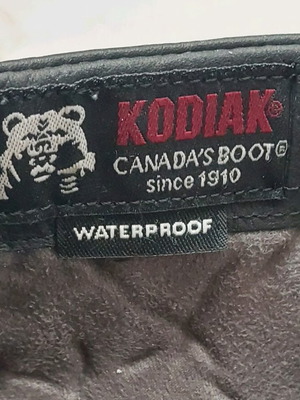 KODIAK®
CANADA'S BOOT®
since 1910
WATERPROOF